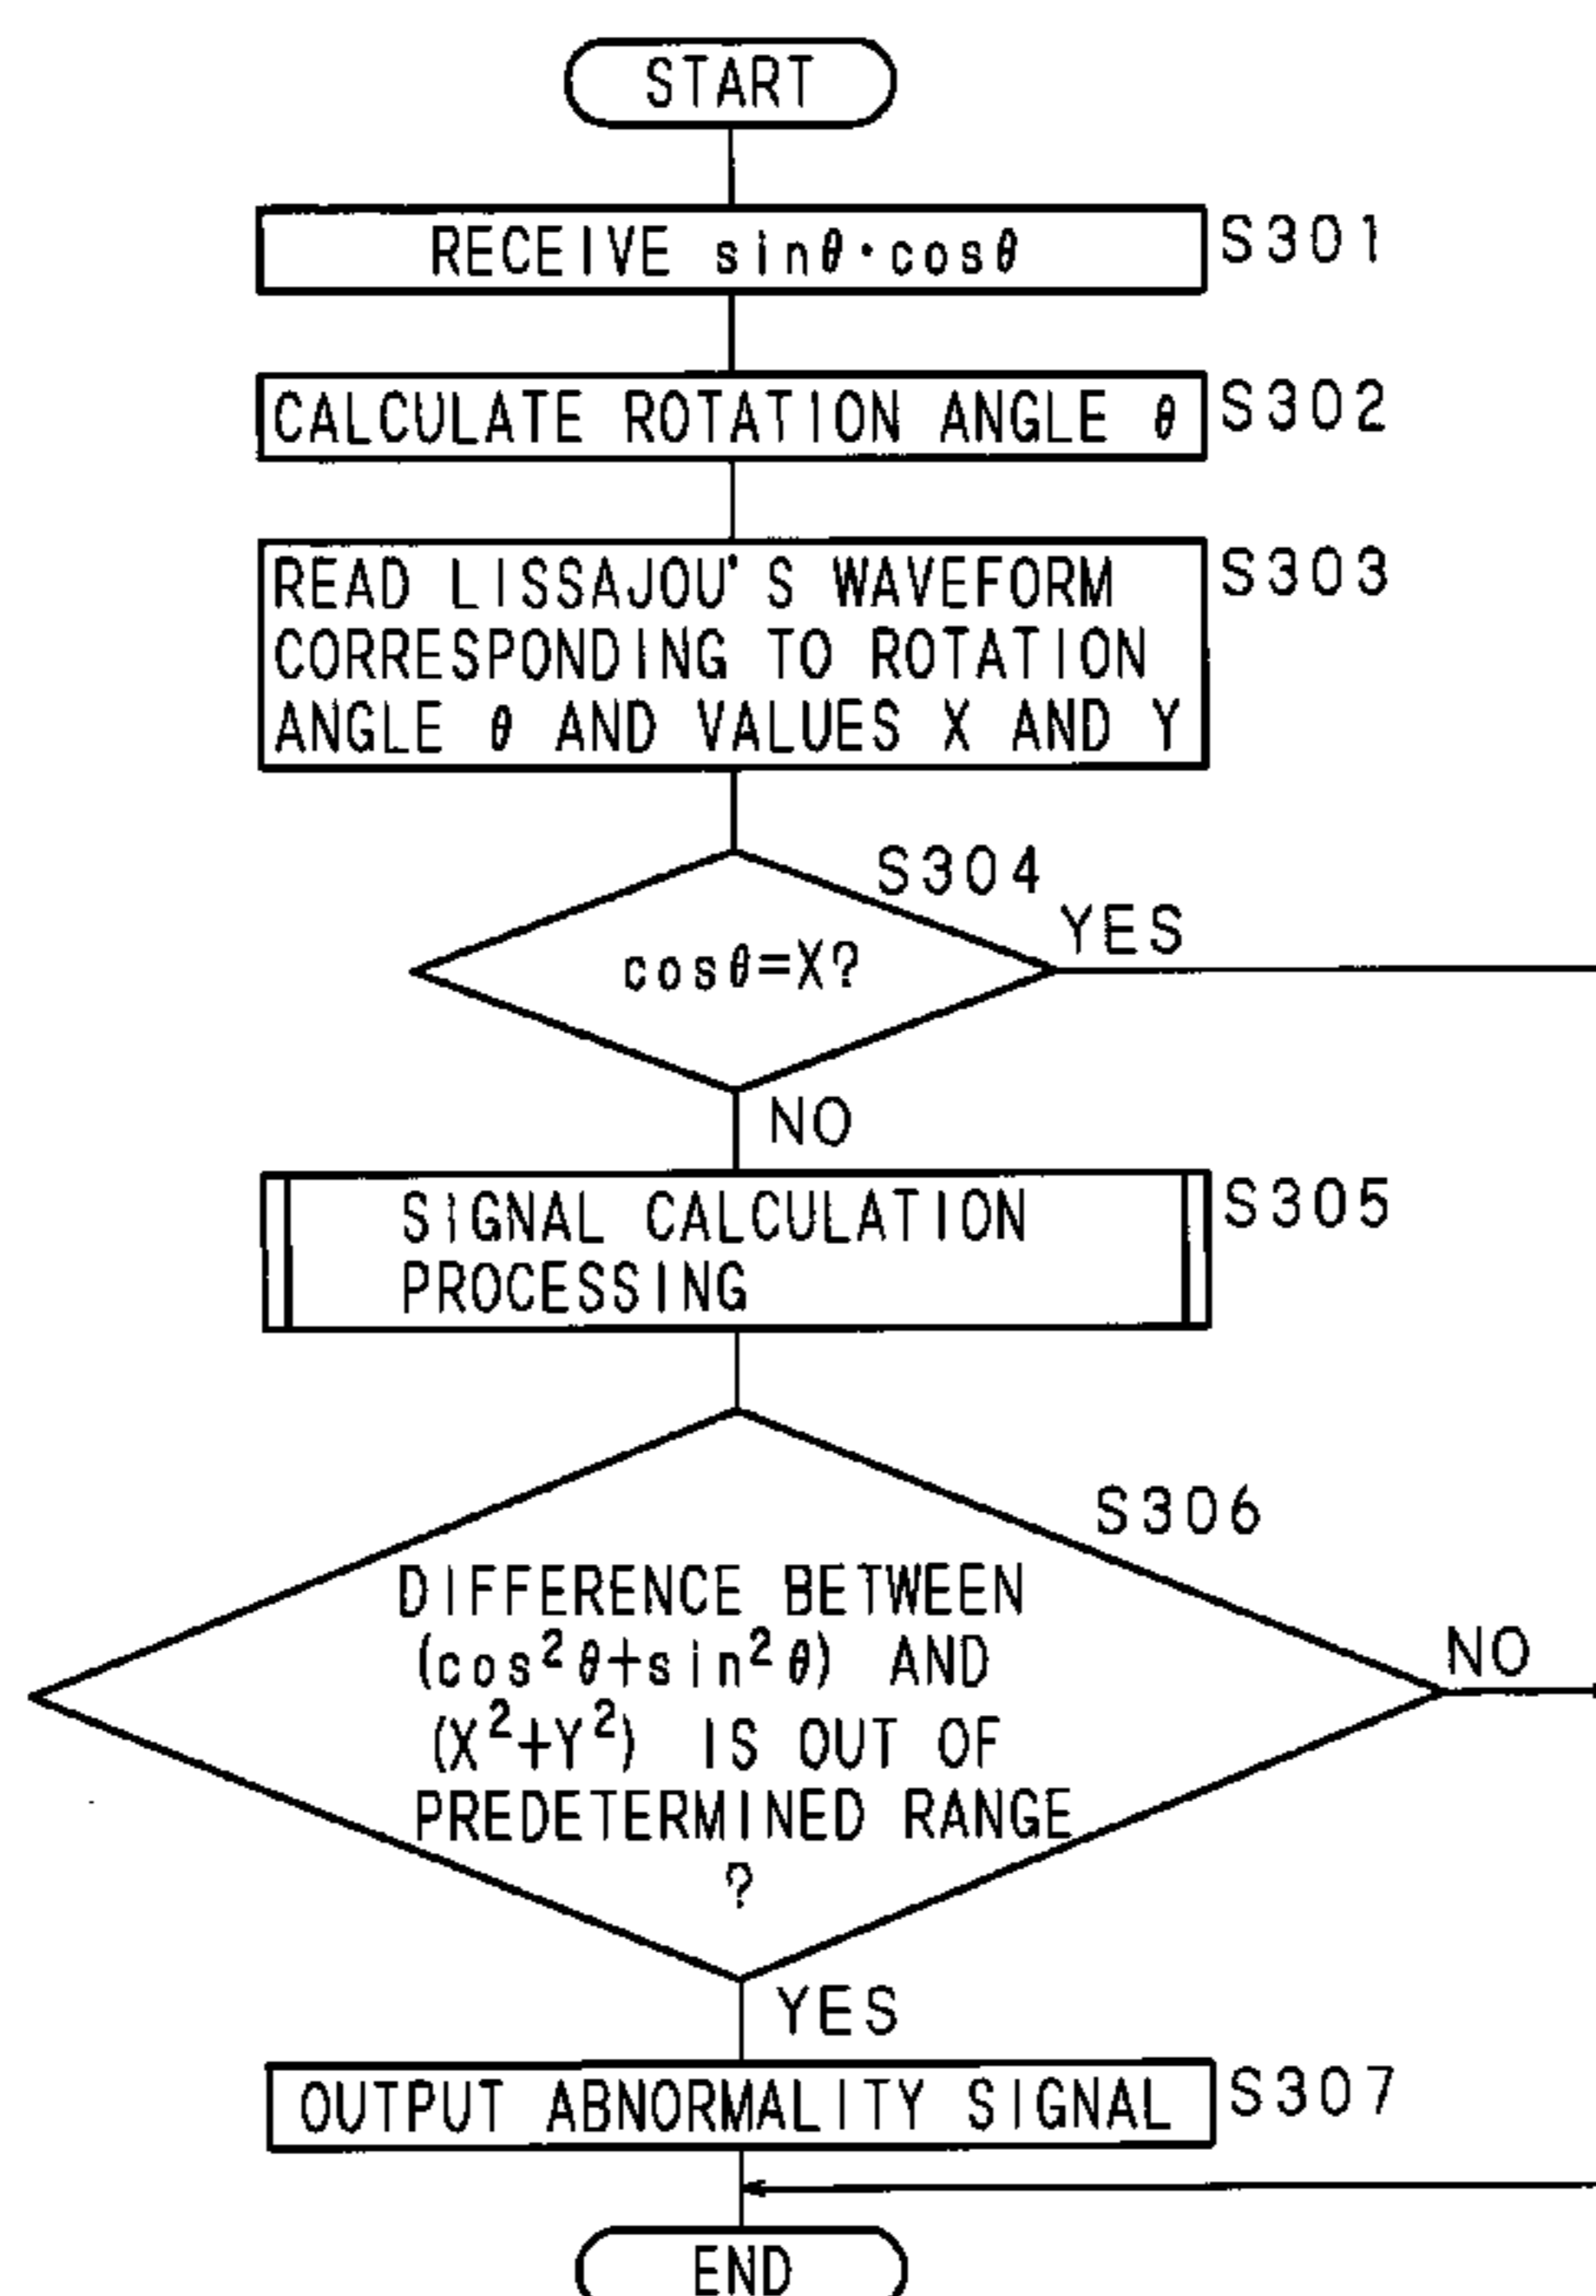 START
RECEIVE sinθ·cosθ
S301
CALCULATE ROTATION ANGLE θ
S302
READ LISSAJOU'S WAVEFORM
CORRESPONDING TO ROTATION
ANGLE θ AND VALUES X AND Y
S303
S304
cosθ=X?
YES
NO
SIGNAL CALCULATION
PROCESSING
S305
S306
DIFFERENCE BETWEEN
(cos²θ+sin²θ) AND
(X²+Y²) IS OUT OF
PREDETERMINED RANGE
?
NO
YES
OUTPUT ABNORMALITY SIGNAL
S307
END